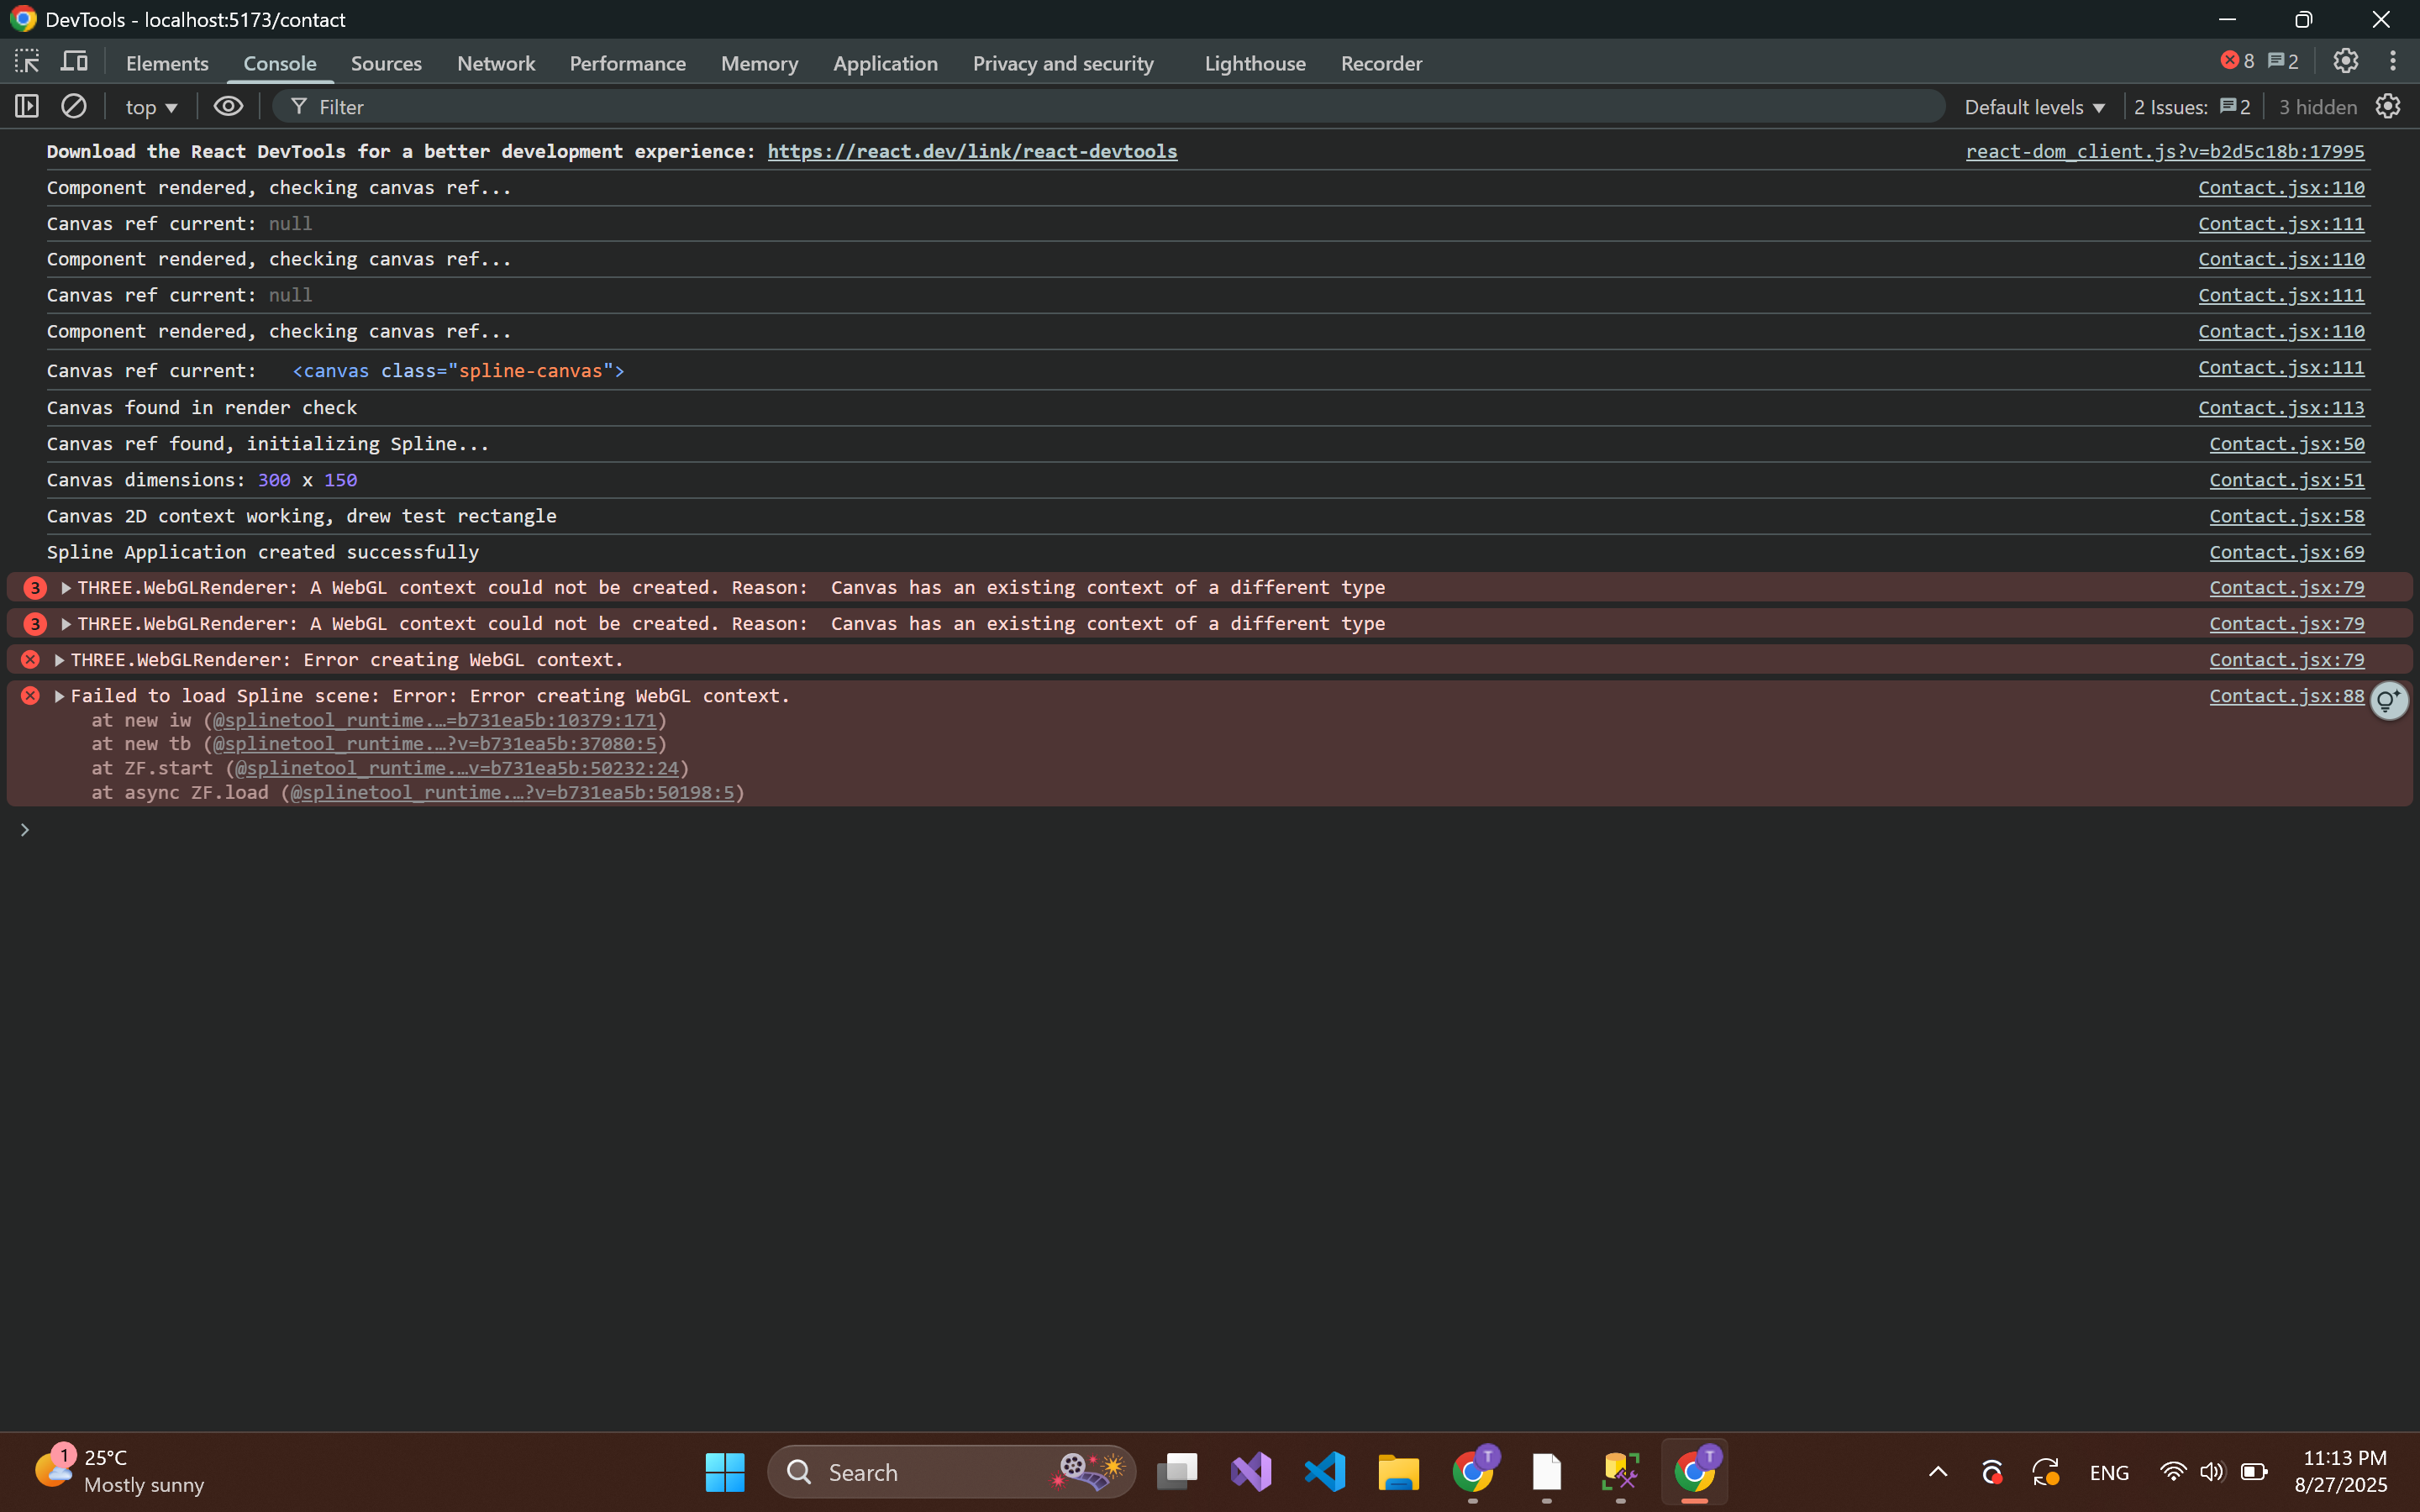 DevTools - localhost:5173/contact
Elements Console Sources Network Performance Memory Application Privacy and security Lighthouse Recorder 8 2
top Filter Default levels 2 Issues: 2 3 hidden
Download the React DevTools for a better development experience: https://react.dev/link/react-devtools react-dom_client.js?v=b2d5c18b:17995
Component rendered, checking canvas ref... Contact.jsx:110
Canvas ref current: null Contact.jsx:111
Component rendered, checking canvas ref... Contact.jsx:110
Canvas ref current: null Contact.jsx:111
Component rendered, checking canvas ref... Contact.jsx:110
Canvas ref current: <canvas class="spline-canvas"> Contact.jsx:111
Canvas found in render check Contact.jsx:113
Canvas ref found, initializing Spline... Contact.jsx:50
Canvas dimensions: 300 x 150 Contact.jsx:51
Canvas 2D context working, drew test rectangle Contact.jsx:58
Spline Application created successfully Contact.jsx:69
3 THREE.WebGLRenderer: A WebGL context could not be created. Reason:  Canvas has an existing context of a different type Contact.jsx:79
3 THREE.WebGLRenderer: A WebGL context could not be created. Reason:  Canvas has an existing context of a different type Contact.jsx:79
THREE.WebGLRenderer: Error creating WebGL context. Contact.jsx:79
Failed to load Spline scene: Error: Error creating WebGL context. Contact.jsx:88
at new iw (@splinetool_runtime.…=b731ea5b:10379:171)
at new tb (@splinetool_runtime.…?v=b731ea5b:37080:5)
at ZF.start (@splinetool_runtime.…v=b731ea5b:50232:24)
at async ZF.load (@splinetool_runtime.…?v=b731ea5b:50198:5)
1 25°C
Mostly sunny
Search
T
T
ENG
11:13 PM
8/27/2025